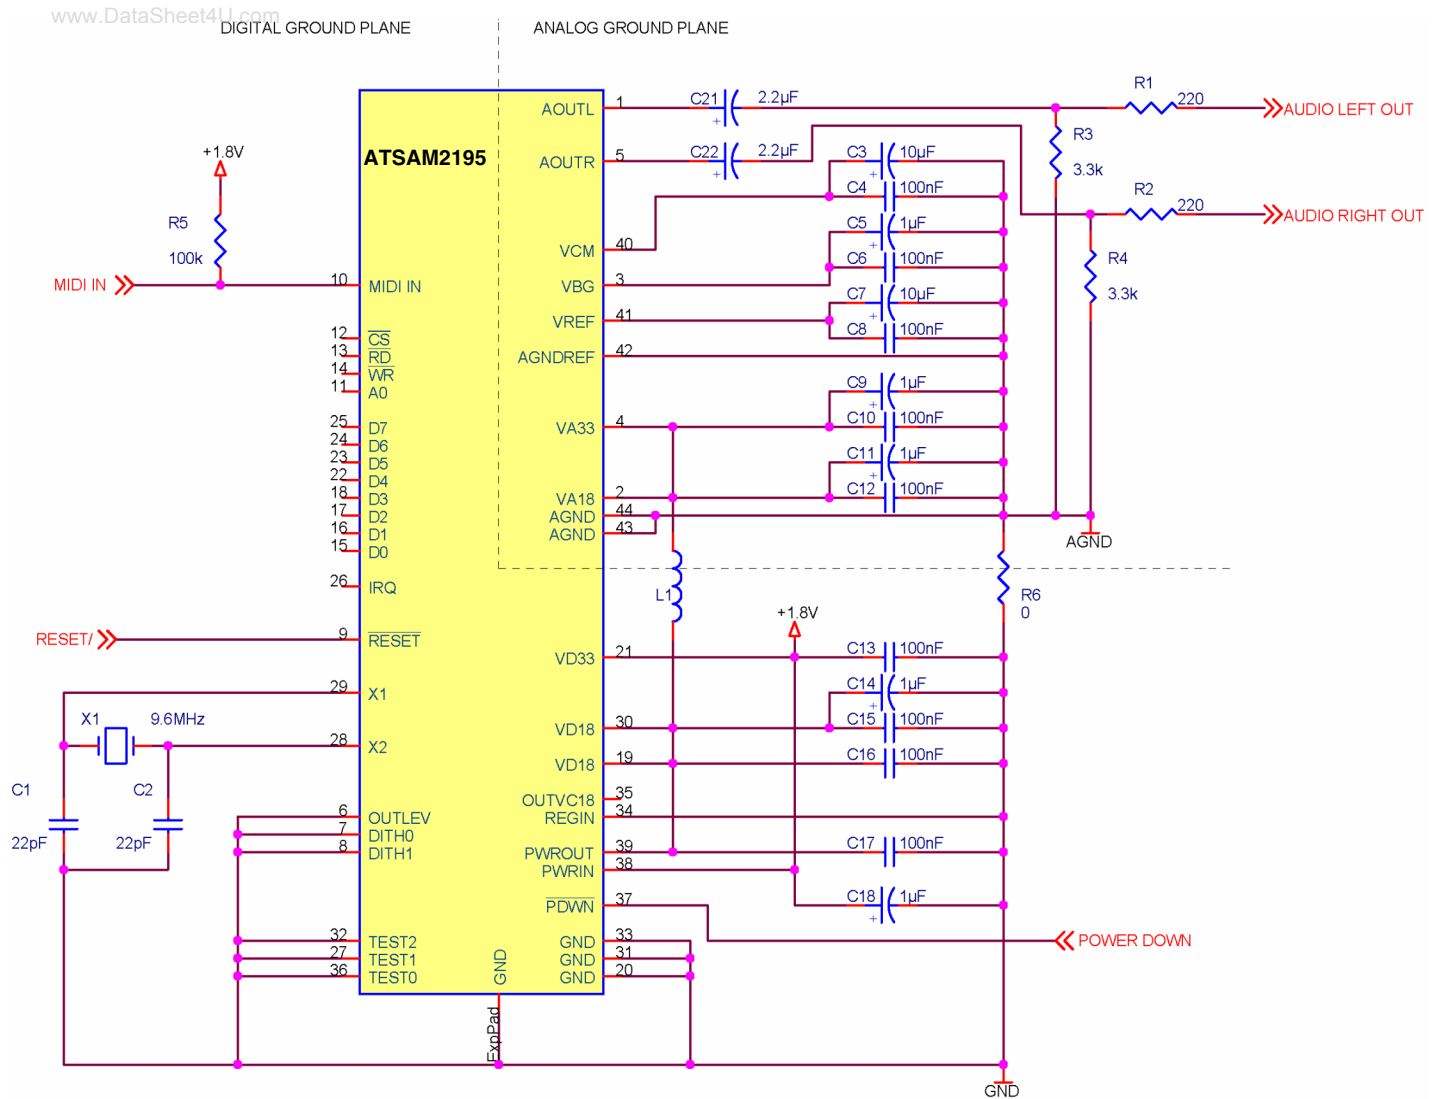 www.DataSheet4U.com
DIGITAL GROUND PLANE
ANALOG GROUND PLANE
ATSAM2195
+1.8V
R5
100k
MIDI IN
10 MIDI IN
12 CS
13 RD
14 WR
11 A0
25 D7
24 D6
23 D5
22 D4
18 D3
17 D2
16 D1
15 D0
26 IRQ
RESET/
9 RESET
29 X1
X1 9.6MHz
28 X2
C1 22pF
C2 22pF
6 OUTLEV
7 DITH0
8 DITH1
32 TEST2
27 TEST1
36 TEST0
GND
ExpPad
AOUTL 1
C21 2.2µF
R1 220
AUDIO LEFT OUT
R3 3.3k
AOUTR 5
C22 2.2µF
R2 220
AUDIO RIGHT OUT
R4 3.3k
C3 10µF
C4 100nF
VCM 40
C5 1µF
C6 100nF
VBG 3
C7 10µF
VREF 41
C8 100nF
AGNDREF 42
C9 1µF
VA33 4
C10 100nF
C11 1µF
VA18 2
C12 100nF
AGND 44
AGND 43
AGND
L1
R6 0
+1.8V
VD33 21
C13 100nF
C14 1µF
VD18 30
C15 100nF
VD18 19
C16 100nF
OUTVC18 35
REGIN 34
PWROUT 39
C17 100nF
PWRIN 38
C18 1µF
PDWN 37
POWER DOWN
GND 33
GND 31
GND 20
GND